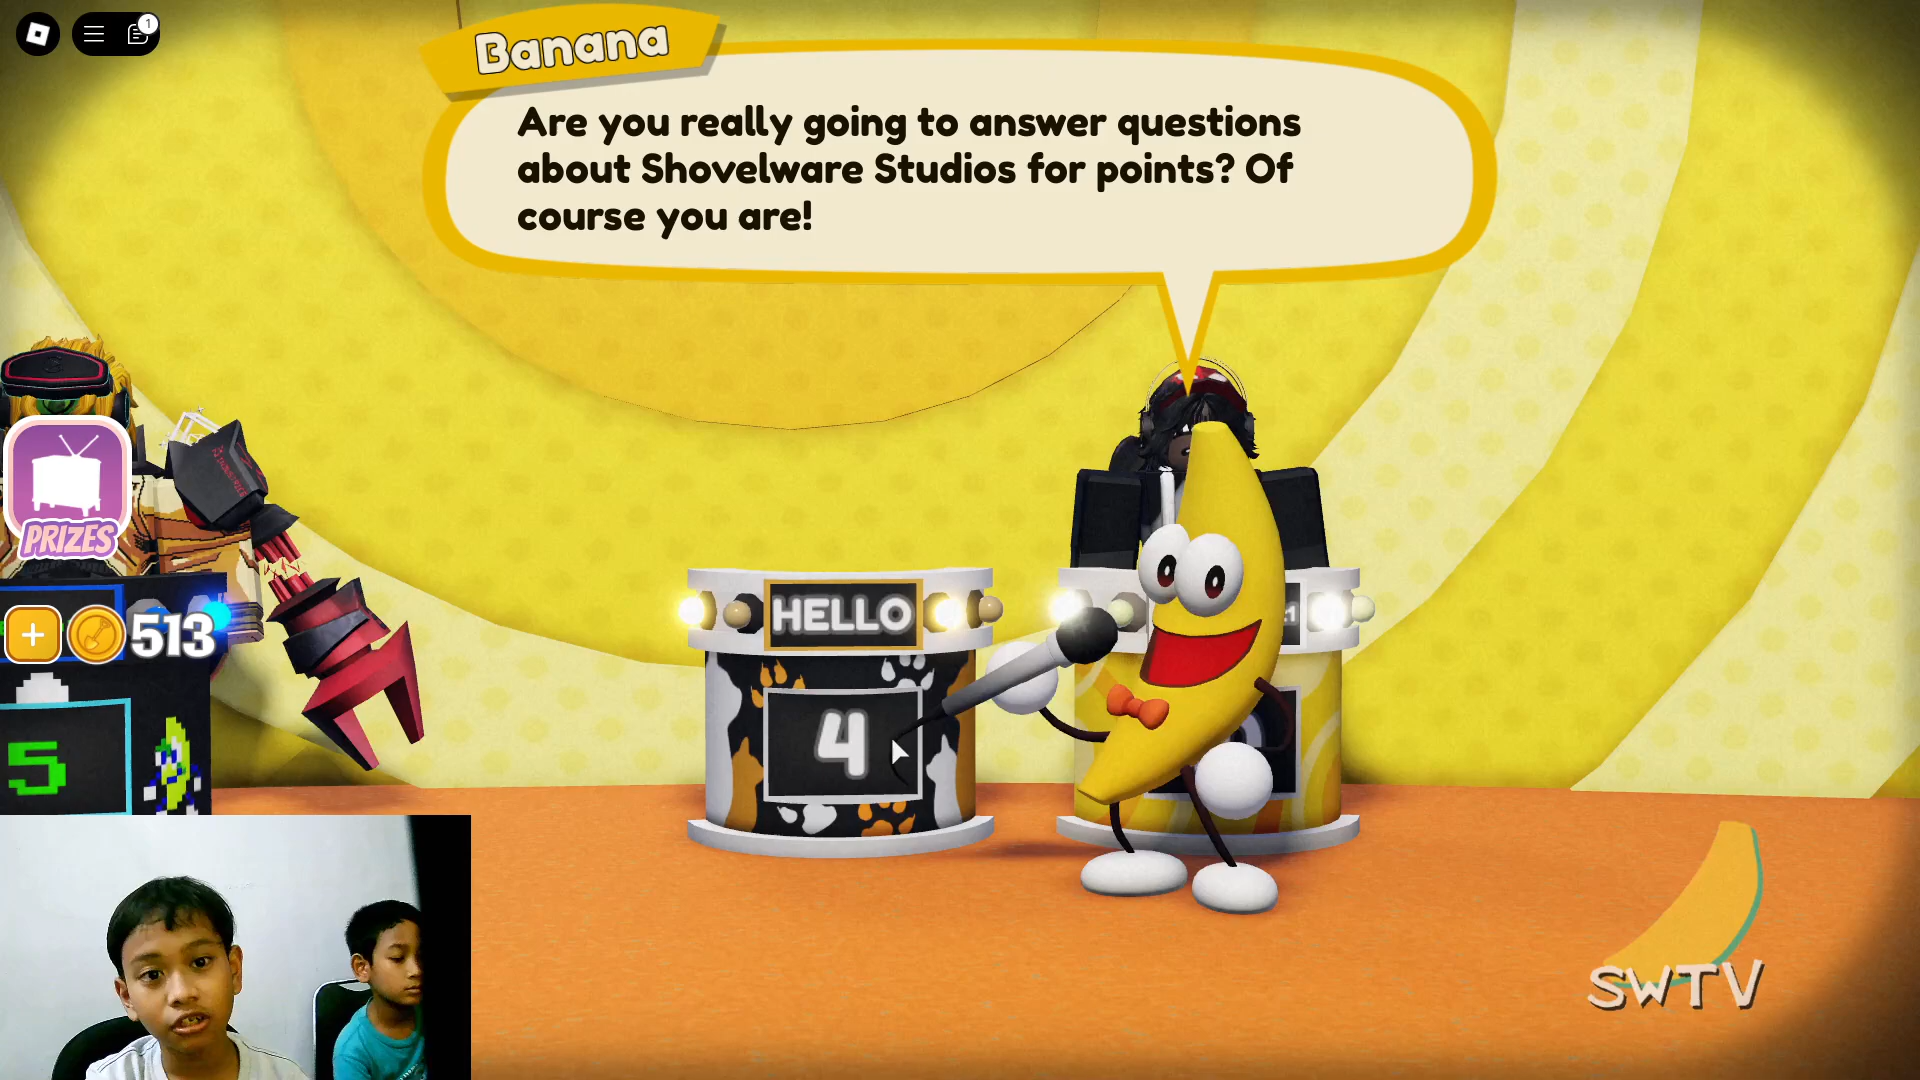 1
Banana
Are you really going to answer questions
about Shovelware Studios for points? Of
course you are!
PRIZES
HELLO
513
4
5
SWTV